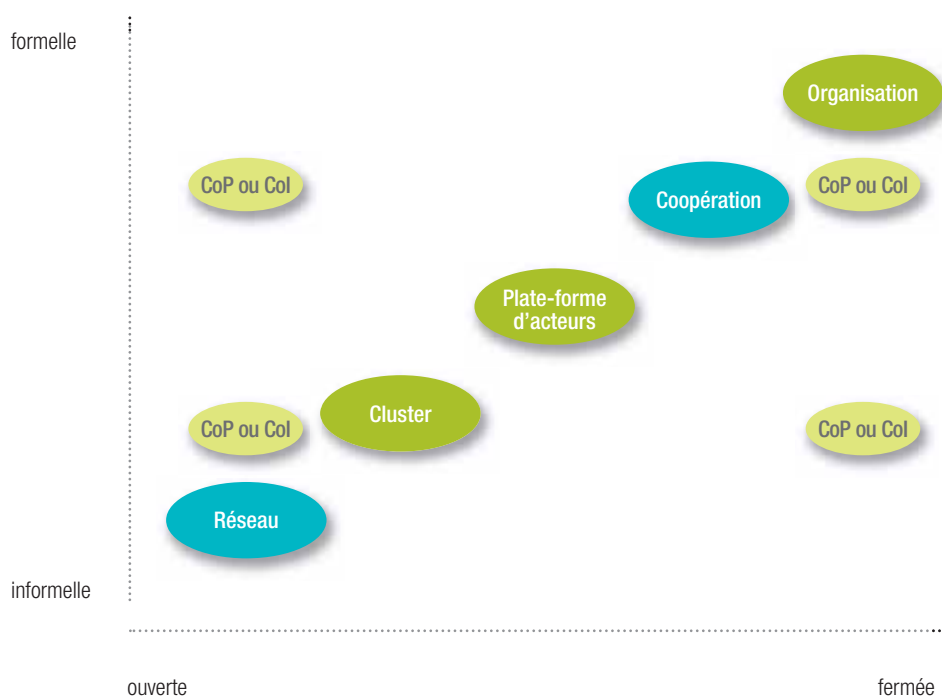 formelle
Organisation
CoP ou CoI
CoP ou CoI
Coopération
Plate-forme
d’acteurs
Cluster
CoP ou CoI
CoP ou CoI
Réseau
informelle
ouverte
fermée